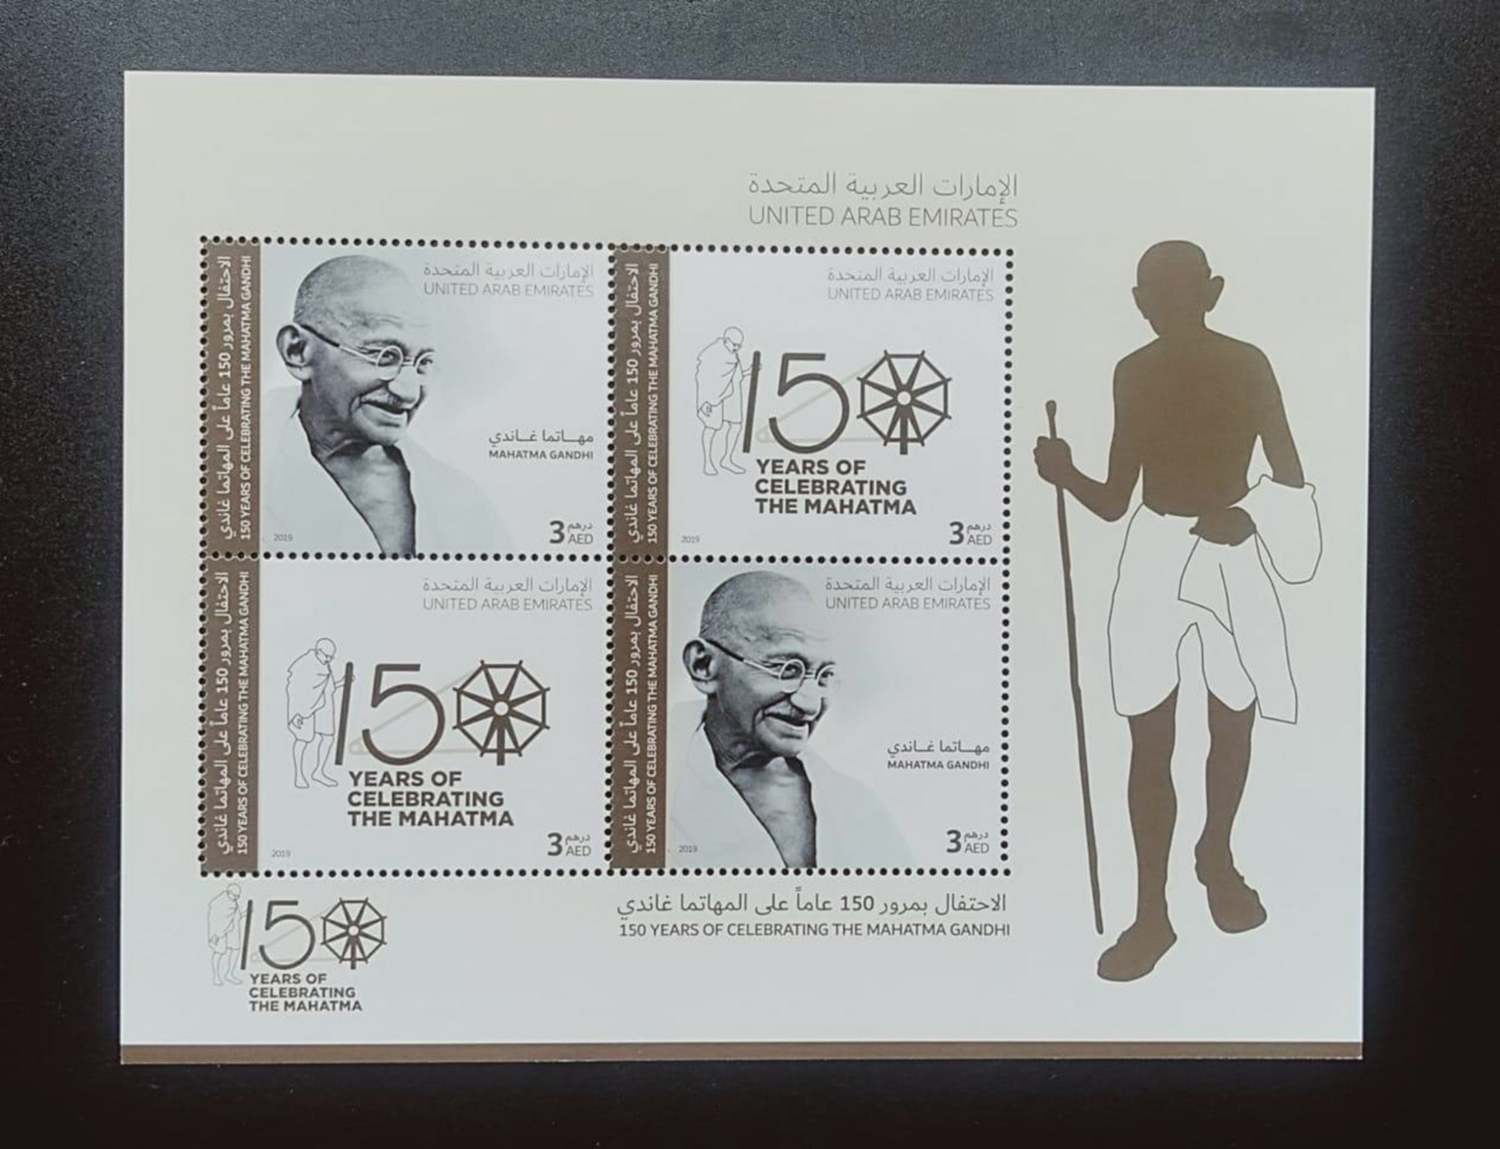 الإمارات العربية المتحدة
UNITED ARAB EMIRATES
الاحتفال بمرور 150 عاماً على المهاتما غاندي
150 YEARS OF CELEBRATING THE MAHATMA GANDHI
الإمارات العربية المتحدة
UNITED ARAB EMIRATES
مهـــاتما غــاندي
MAHATMA GANDHI
2019
3 درهم
AED
الاحتفال بمرور 150 عاماً على المهاتما غاندي
150 YEARS OF CELEBRATING THE MAHATMA GANDHI
الإمارات العربية المتحدة
UNITED ARAB EMIRATES
150
YEARS OF
CELEBRATING
THE MAHATMA
2019
3 درهم
AED
الاحتفال بمرور 150 عاماً على المهاتما غاندي
150 YEARS OF CELEBRATING THE MAHATMA GANDHI
الإمارات العربية المتحدة
UNITED ARAB EMIRATES
150
YEARS OF
CELEBRATING
THE MAHATMA
2019
3 درهم
AED
الاحتفال بمرور 150 عاماً على المهاتما غاندي
150 YEARS OF CELEBRATING THE MAHATMA GANDHI
الإمارات العربية المتحدة
UNITED ARAB EMIRATES
مهـــاتما غــاندي
MAHATMA GANDHI
2019
3 درهم
AED
150
YEARS OF
CELEBRATING
THE MAHATMA
الاحتفال بمرور 150 عاماً على المهاتما غاندي
150 YEARS OF CELEBRATING THE MAHATMA GANDHI